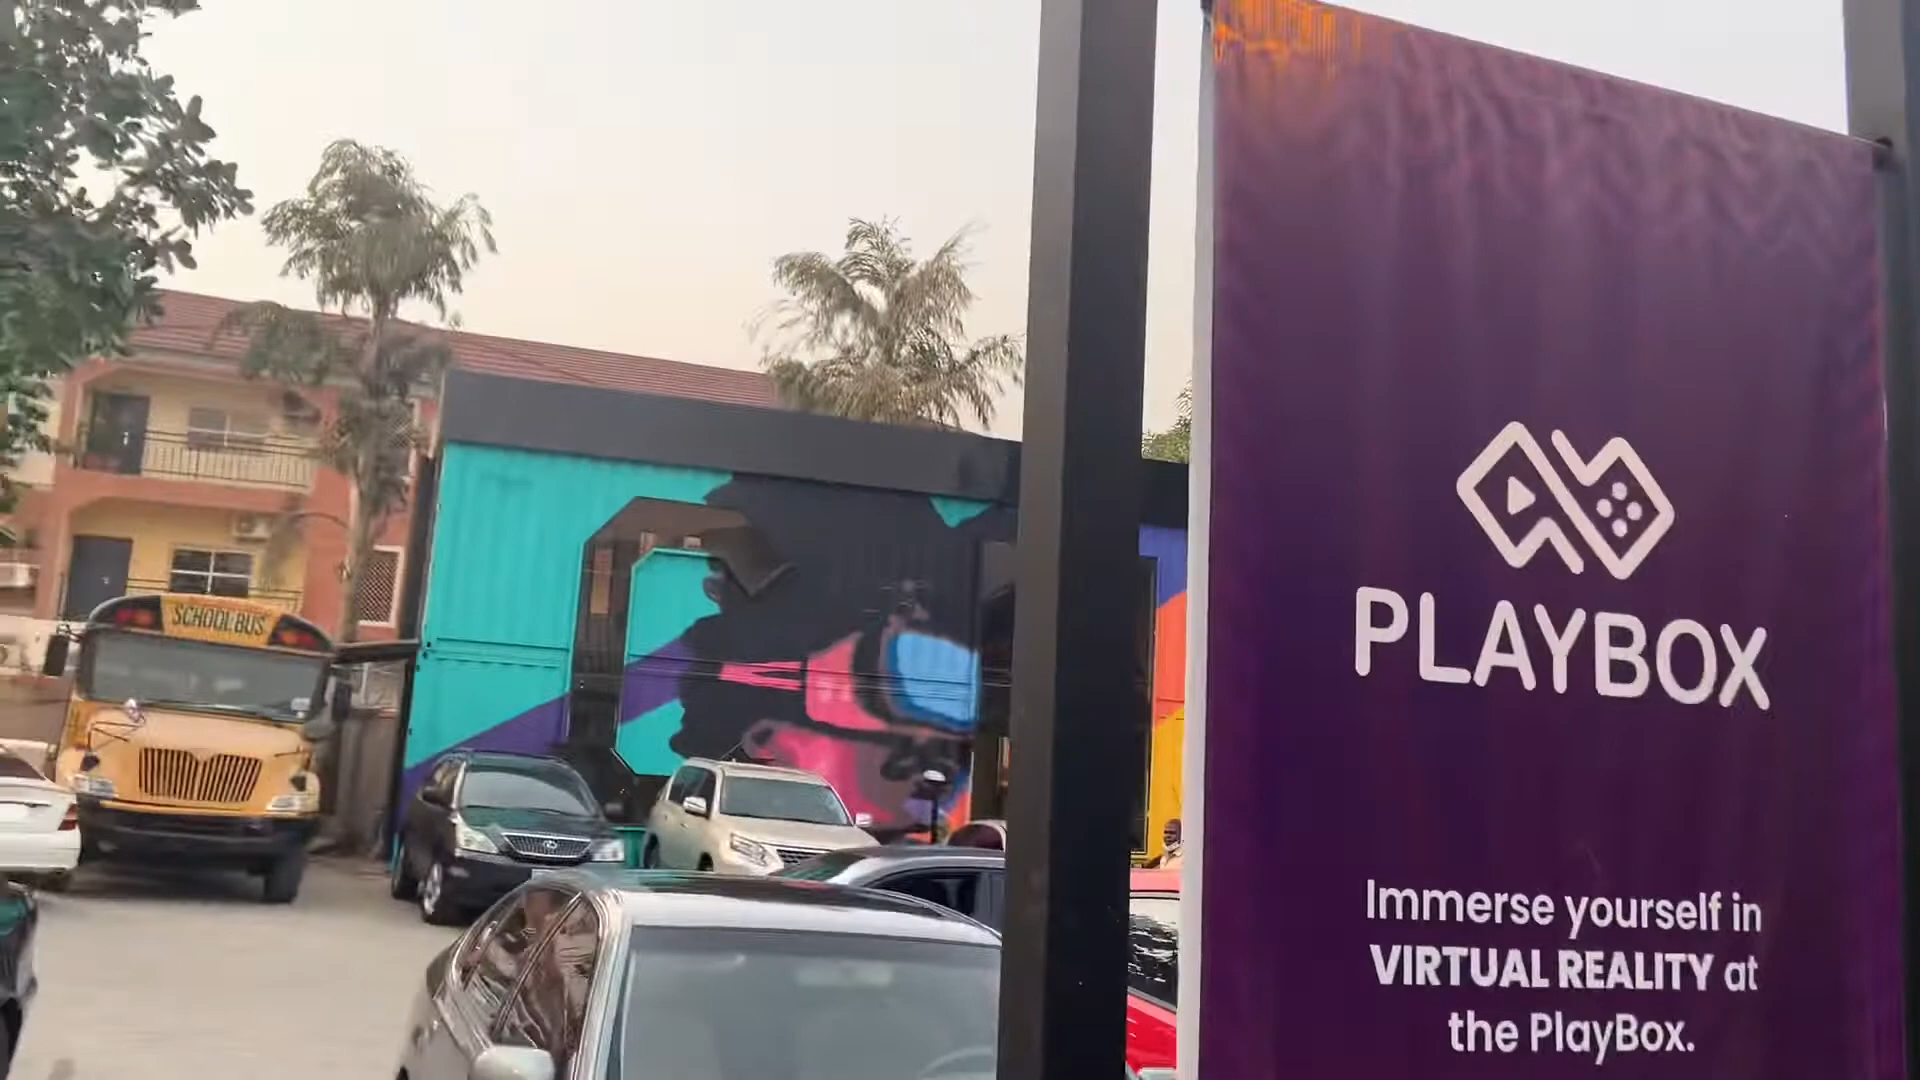 SCHOOL BUS
PLAYBOX
Immerse yourself in
VIRTUAL REALITY at
the PlayBox.